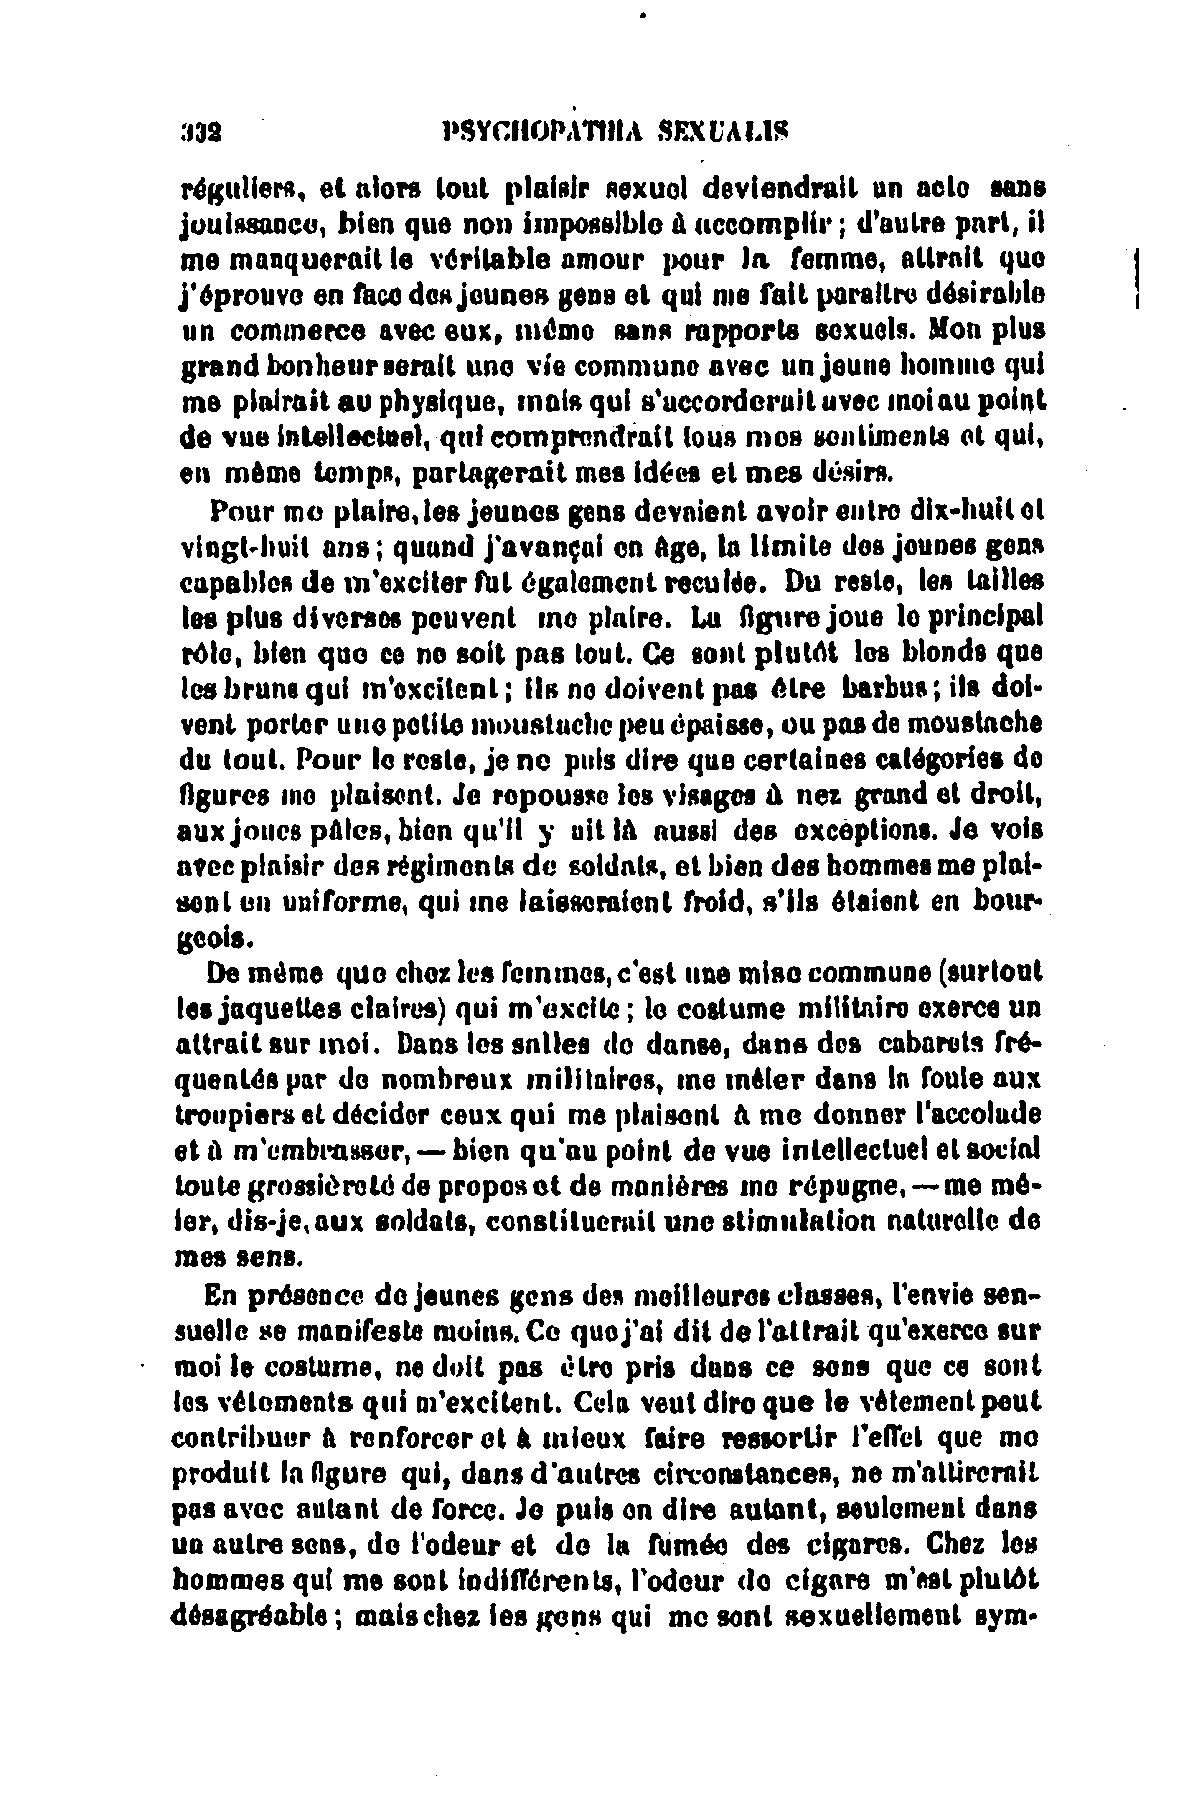 332 PSYCHOPATHIA SEXUALIS
réguliers, et alors tout plaisir sexuel deviendrait un acte sans
jouissance, bien que non impossible à accomplir ; d'autre part, il
me manquerait le véritable amour pour la femme, attrait que
j'éprouve en face des jeunes gens et qui me fait paraître désirable
un commerce avec eux, même sans rapports sexuels. Mon plus
grand bonheur serait une vie commune avec un jeune homme qui
me plairait au physique, mais qui s'accorderait avec moi au point
de vue intellectuel, qui comprendrait tous mes sentiments et qui,
en même temps, partagerait mes idées et mes désirs.
Pour me plaire, les jeunes gens devaient avoir entre dix-huit et
vingt-huit ans ; quand j'avançai en âge, la limite des jeunes gens
capables de m'exciter fut également reculée. Du reste, les tailles
les plus diverses peuvent me plaire. La figure joue le principal
rôle, bien que ce ne soit pas tout. Ce sont plutôt les blonds que
les bruns qui m'excitent ; ils ne doivent pas être barbus ; ils doi-
vent porter une petite moustache peu épaisse, ou pas de moustache
du tout. Pour le reste, je ne puis dire que certaines catégories de
figures me plaisent. Je repousse les visages à nez grand et droit,
aux joues pâles, bien qu'il y ait là aussi des exceptions. Je vois
avec plaisir des régiments de soldats, et bien des hommes me plai-
sent en uniforme, qui me laisseraient froid, s'ils étaient en bour-
geois.
De même que chez les femmes, c'est une mise commune (surtout
les jaquettes claires) qui m'excite ; le costume militaire exerce un
attrait sur moi. Dans les salles de danse, dans des cabarets fré-
quentés par de nombreux militaires, me mêler dans la foule aux
troupiers et décider ceux qui me plaisent à me donner l'accolade
et à m'embrasser, — bien qu'au point de vue intellectuel et social
toute grossièreté de propos et de manières me répugne, — me mê-
ler, dis-je, aux soldats, constituerait une stimulation naturelle de
mes sens.
En présence de jeunes gens des meilleures classes, l'envie sen-
suelle se manifeste moins. Ce que j'ai dit de l'attrait qu'exerce sur
moi le costume, ne doit pas être pris dans ce sens que ce sont
les vêtements qui m'excitent. Cela veut dire que le vêtement peut
contribuer à renforcer et à mieux faire ressortir l'effet que me
produit la figure qui, dans d'autres circonstances, ne m'attirerait
pas avec autant de force. Je puis en dire autant, seulement dans
un autre sens, de l'odeur et de la fumée des cigares. Chez les
hommes qui me sont indifférents, l'odeur de cigare m'est plutôt
désagréable ; mais chez les gens qui me sont sexuellement sym-